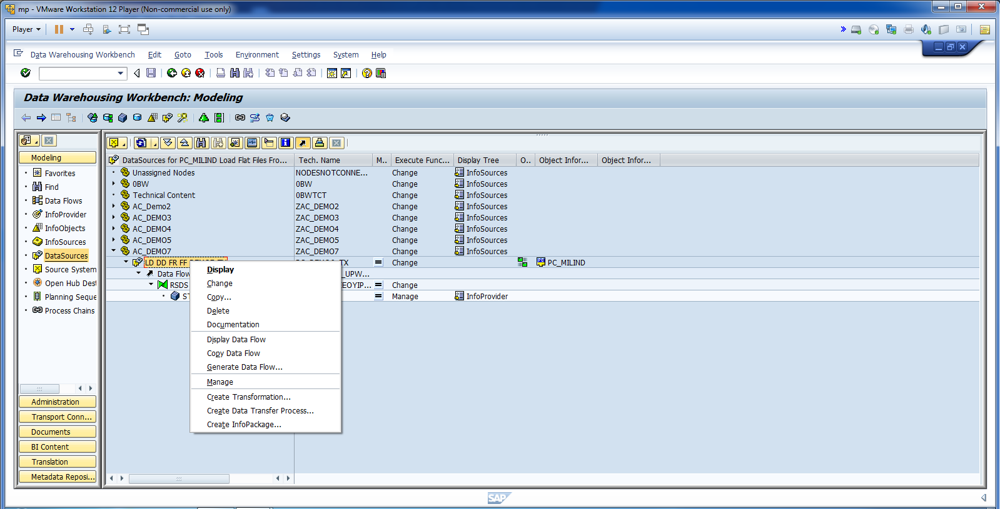 mp - VMware Workstation 12 Player (Non-commercial use only)
Player
Data Warehousing Workbench Edit Goto Tools Environment Settings System Help
Data Warehousing Workbench: Modeling
Modeling
Favorites
Find
Data Flows
InfoProvider
InfoObjects
InfoSources
DataSources
Source System
Open Hub Dest
Planning Seque
Process Chains
Administration
Transport Conn...
Documents
BI Content
Translation
Metadata Reposi...
DataSources for PC_MILIND Load Flat Files Fro... Tech. Name M.. Execute Func... Display Tree O.. Object Infor... Object Infor...
Unassigned Nodes NODESNOTCONNE... Change InfoSources
0BW 0BW Change InfoSources
Technical Content 0BWTCT Change InfoSources
AC_Demo2 ZAC_DEMO2 Change InfoSources
AC_DEMO3 ZAC_DEMO3 Change InfoSources
AC_DEMO4 ZAC_DEMO4 Change InfoSources
AC_DEMO5 ZAC_DEMO5 Change InfoSources
AC_DEMO7 ZAC_DEMO7 Change InfoSources
LD DD FR FF Change PC_MILIND
Data Flow _UPW...
RSDS EOYIP... Change
ST Manage InfoProvider
Display
Change
Copy...
Delete
Documentation
Display Data Flow
Copy Data Flow
Generate Data Flow...
Manage
Create Transformation...
Create Data Transfer Process...
Create InfoPackage...
SAP